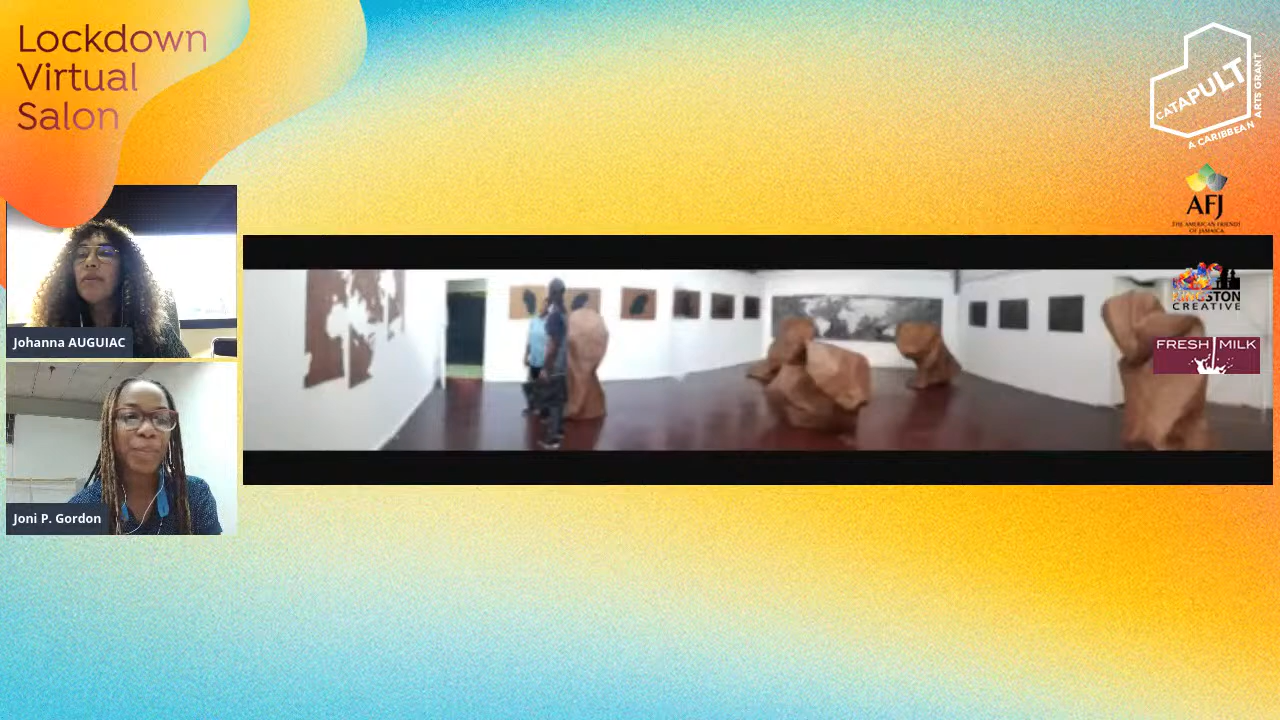 Lockdown
Virtual
Salon
CATAPULT
A CARIBBEAN
ARTS GRANT
AFJ
THE AMERICAN FRIENDS
OF JAMAICA
KINGSTON
CREATIVE
FRESH MILK
Johanna AUGUIAC
Joni P. Gordon